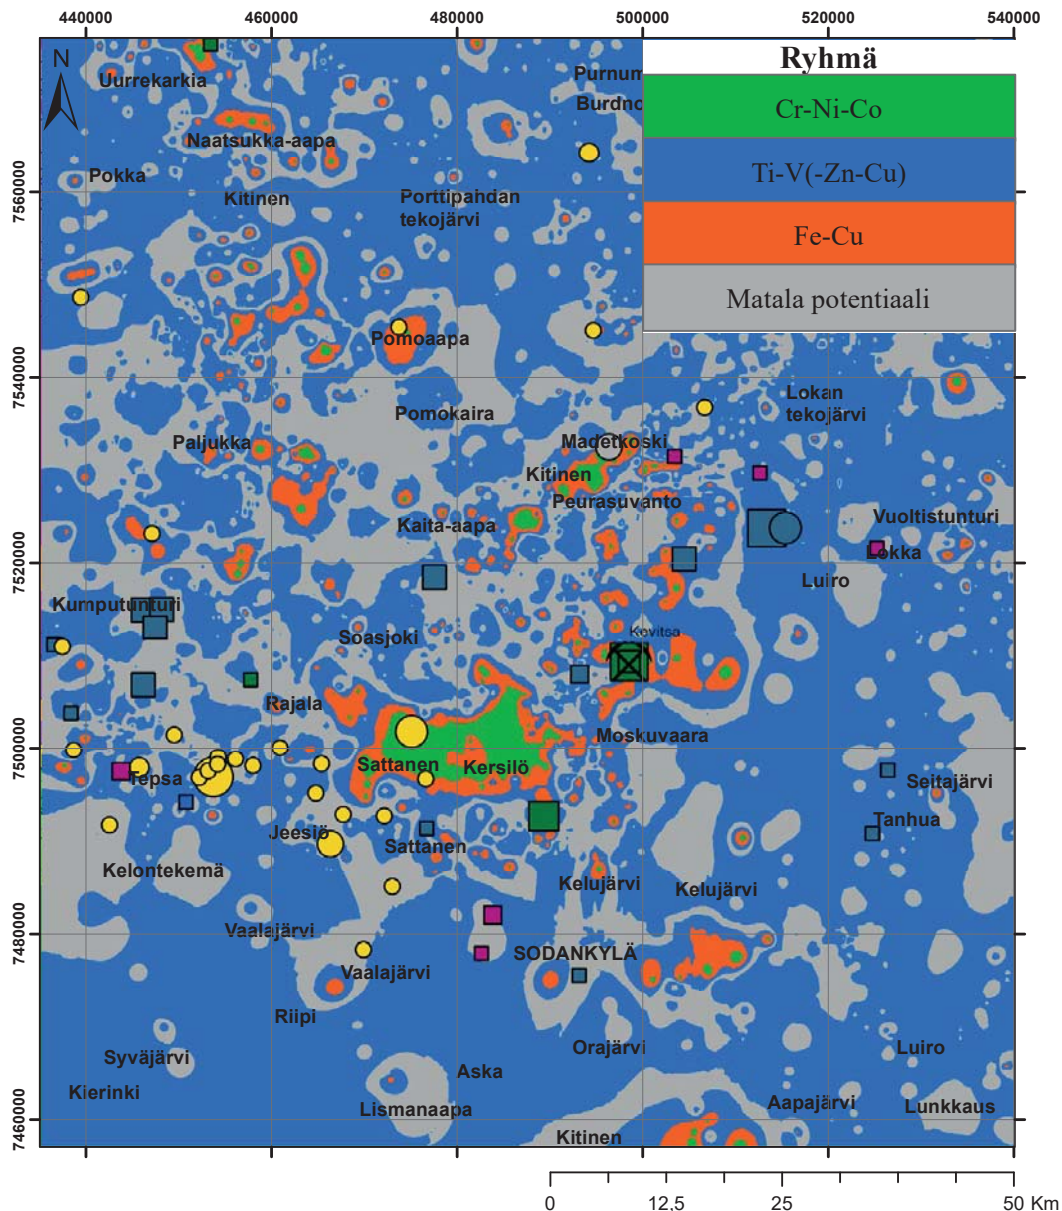 440000 460000 480000 500000 520000 540000
N
Ryhmä
Cr-Ni-Co
Ti-V(-Zn-Cu)
Fe-Cu
Matala potentiaali
Uurrekarkia
Purnum
Burdno
Naatsukka-aapa
Pokka
Kitinen
Porttipahdan
tekojärvi
7560000
Pomoaapa
7540000
Lokan
tekojärvi
Pomokaira
Paljukka
Madetkoski
Kitinen
Peurasuvanto
Kaita-aapa
Vuoltistunturi
Lokka
7520000
Luiro
Kumputunturi
Soasjoki
Kevitsa
Rajala
Moskuvaara
7500000
Sattanen
Kersilö
Tepsa
Seitajärvi
Tanhua
Jeesiö
Sattanen
Kelontekemä
Kelujärvi
Kelujärvi
7480000
Vaalajärvi
SODANKYLÄ
Vaalajärvi
Riipi
Orajärvi
Luiro
Syväjärvi
Aska
Kierinki
Lismanaapa
Aapajärvi
Lunkkaus
7460000
Kitinen
0 12,5 25 50 Km